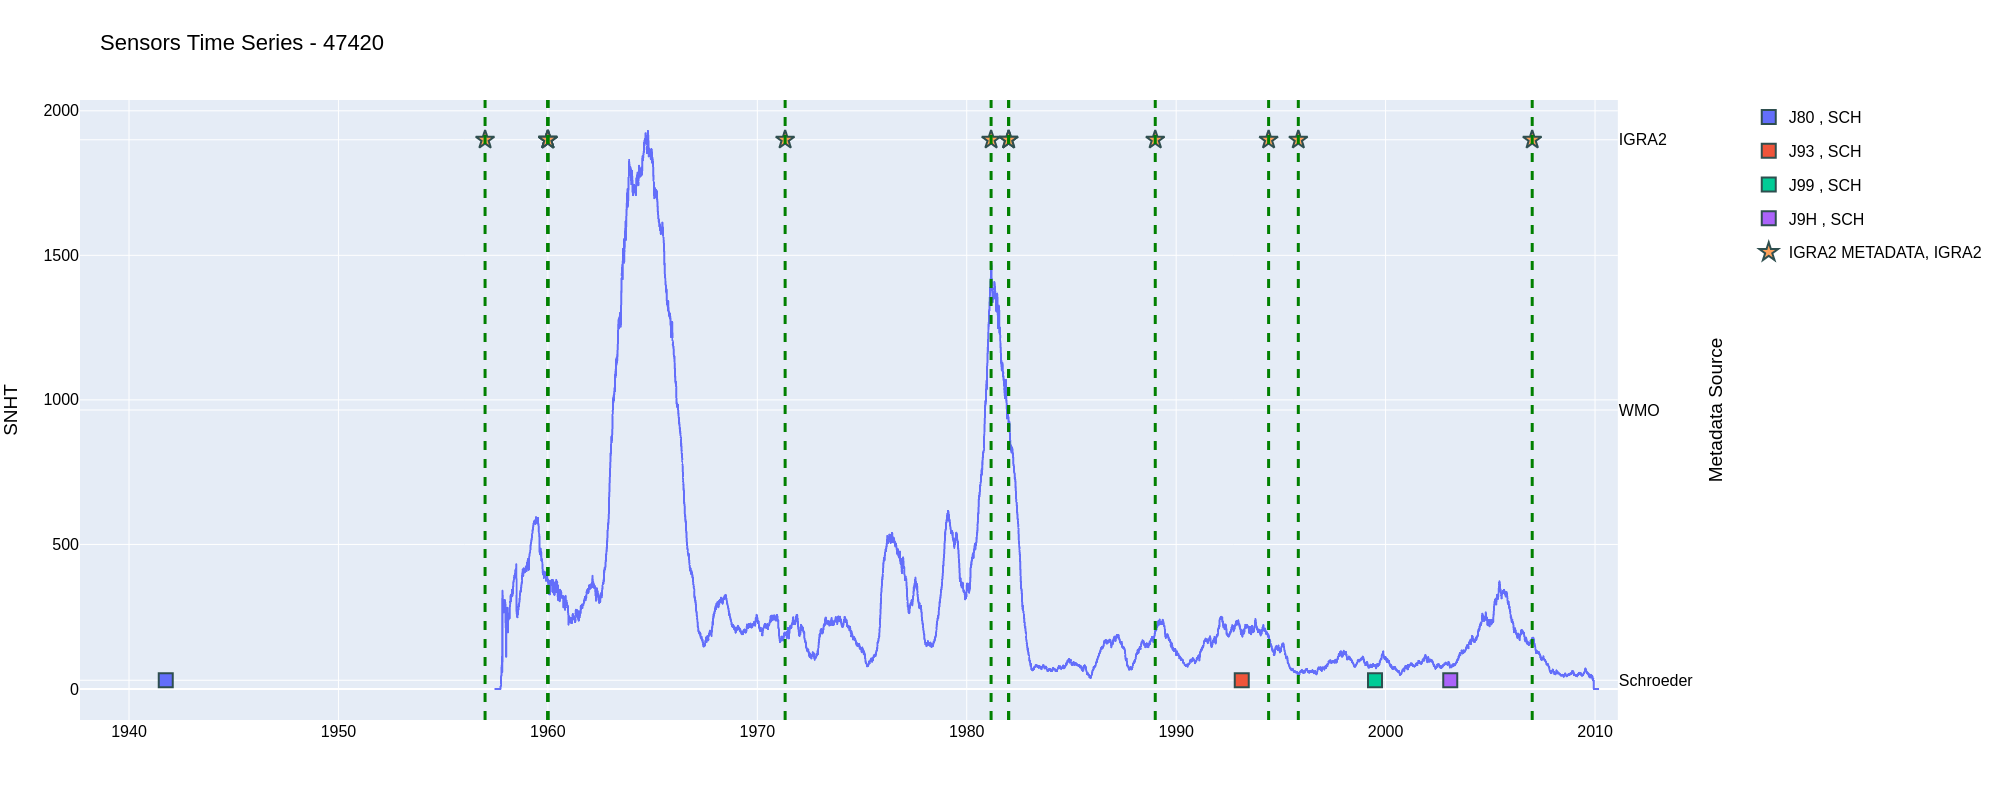 Sensors Time Series - 47420
2000
1500
1000
500
0
SNHT
1940
1950
1960
1970
1980
1990
2000
2010
IGRA2
WMO
Schroeder
Metadata Source
J80 , SCH
J93 , SCH
J99 , SCH
J9H , SCH
IGRA2 METADATA, IGRA2